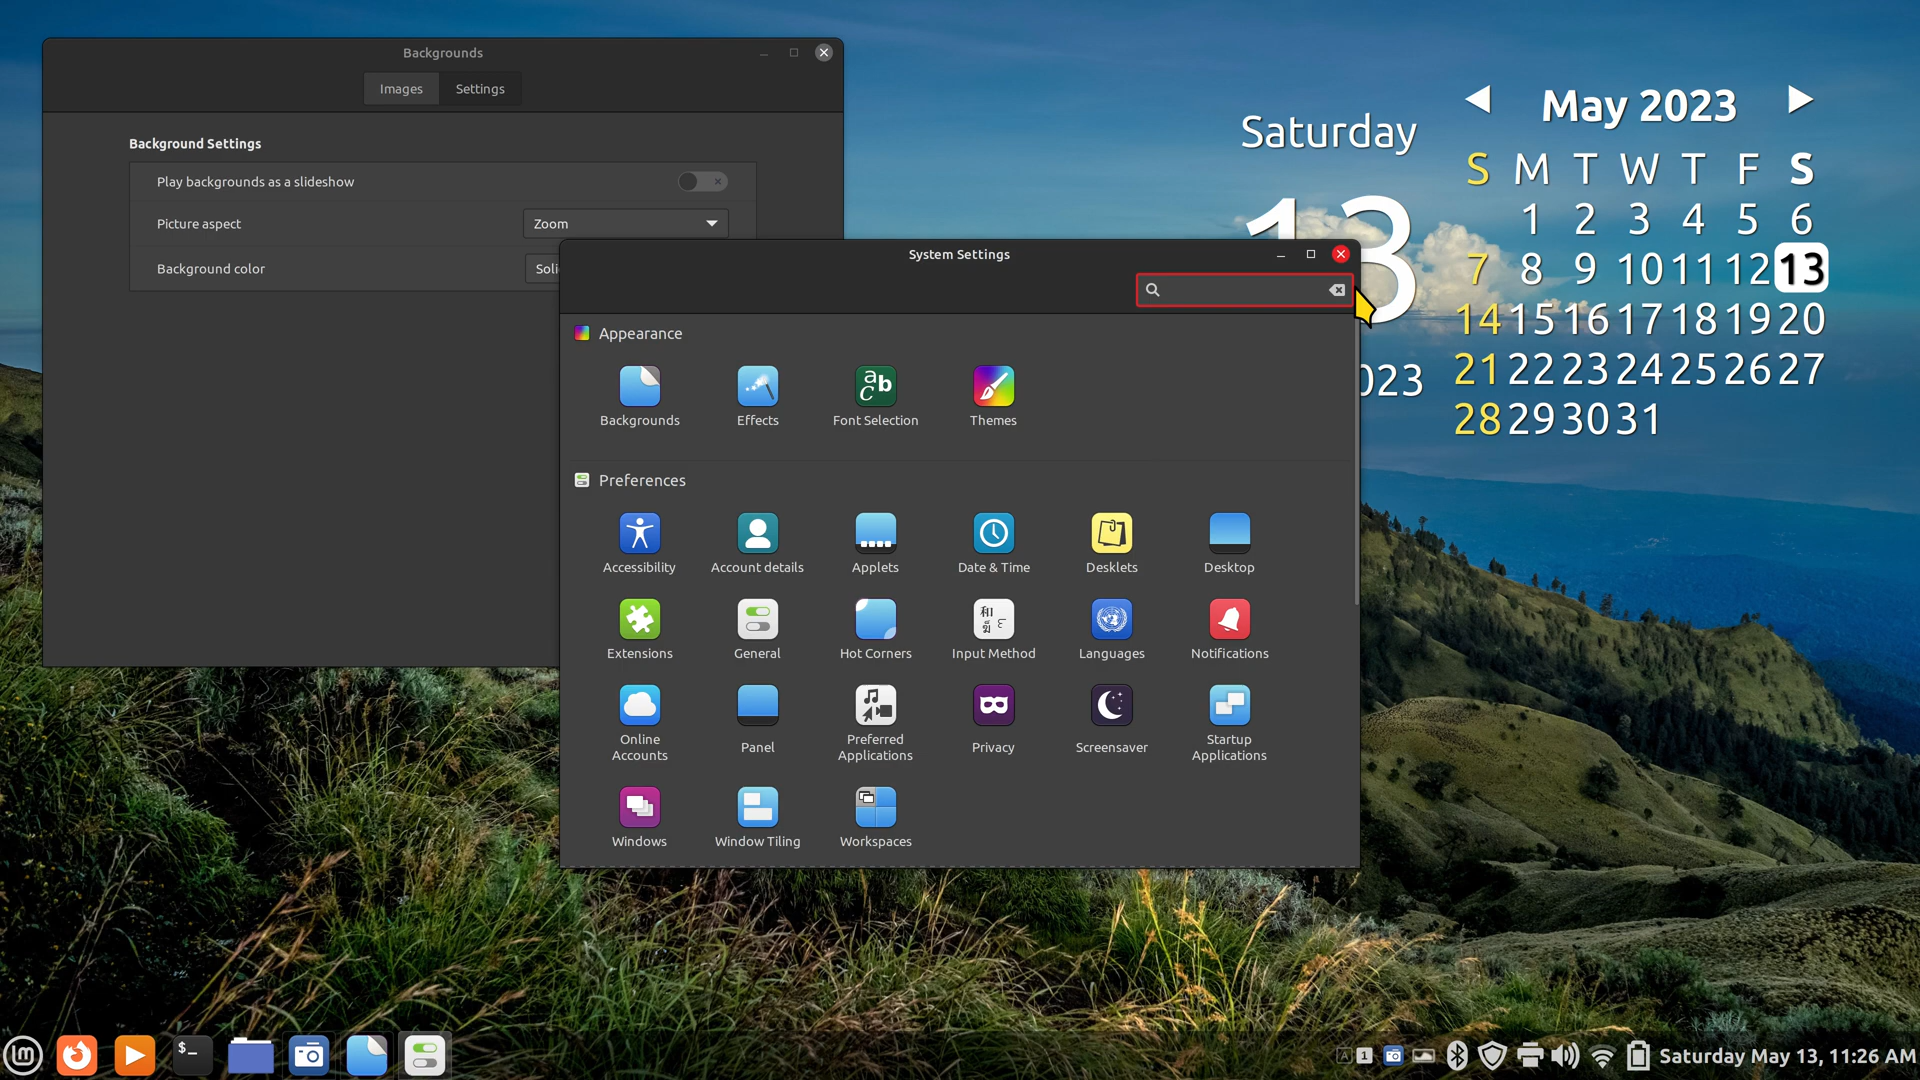 Backgrounds
Images
Settings
Background Settings
Play backgrounds as a slideshow
Picture aspect
Zoom
Background color
Soli
System Settings
Appearance
Backgrounds
Effects
Font Selection
Themes
Preferences
Accessibility
Account details
Applets
Date & Time
Desklets
Desktop
Extensions
General
Hot Corners
Input Method
Languages
Notifications
Online
Accounts
Panel
Preferred
Applications
Privacy
Screensaver
Startup
Applications
Windows
Window Tiling
Workspaces
Saturday
13
023
May 2023
S M T W T F S
1 2 3 4 5 6
7 8 9 10 11 12 13
14 15 16 17 18 19 20
21 22 23 24 25 26 27
28 29 30 31
$_
A
1
Saturday May 13, 11:26 AM